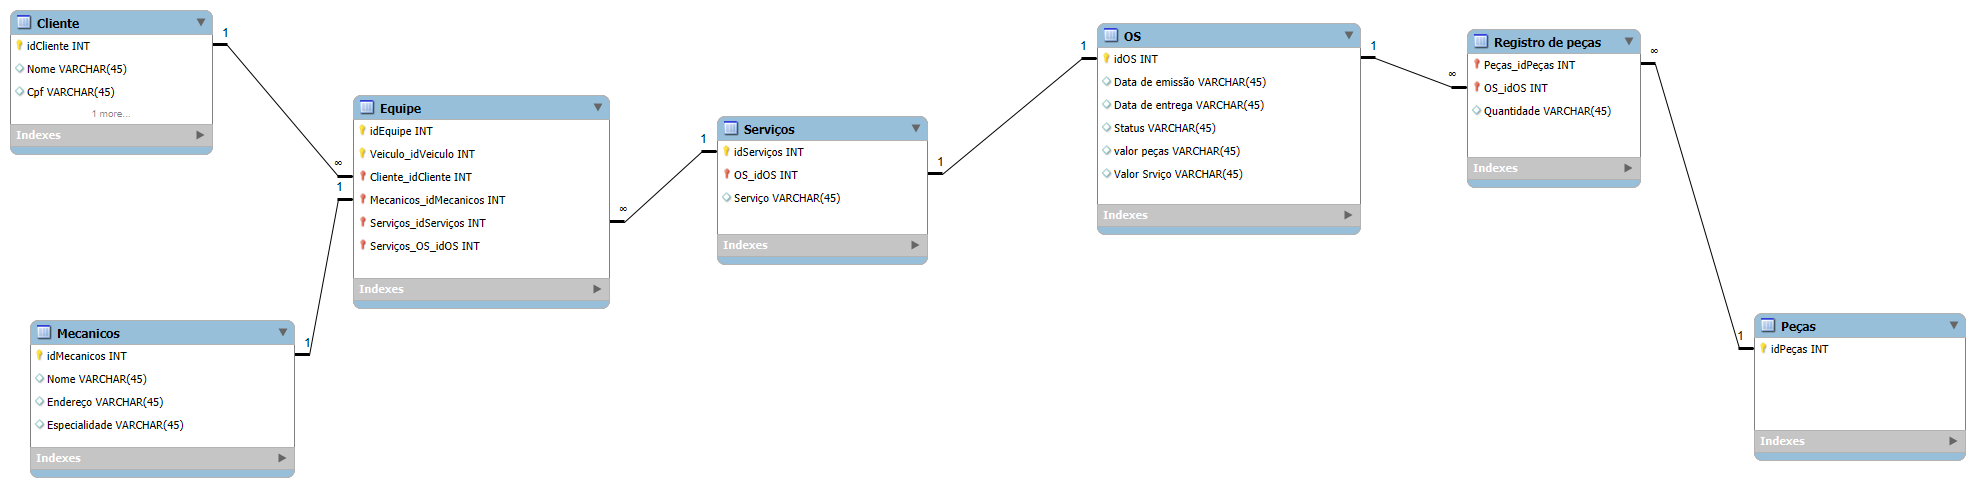 Cliente
idCliente INT
Nome VARCHAR(45)
Cpf VARCHAR(45)
1 more...
Indexes
1
∞
Mecanicos
idMecanicos INT
Nome VARCHAR(45)
Endereço VARCHAR(45)
Especialidade VARCHAR(45)
Indexes
1
1
Equipe
idEquipe INT
Veiculo_idVeiculo INT
Cliente_idCliente INT
Mecanicos_idMecanicos INT
Serviços_idServiços INT
Serviços_OS_idOS INT
Indexes
∞
1
Serviços
idServiços INT
OS_idOS INT
Serviço VARCHAR(45)
Indexes
1
1
OS
idOS INT
Data de emissão VARCHAR(45)
Data de entrega VARCHAR(45)
Status VARCHAR(45)
valor peças VARCHAR(45)
Valor Srviço VARCHAR(45)
Indexes
1
∞
Registro de peças
Peças_idPeças INT
OS_idOS INT
Quantidade VARCHAR(45)
Indexes
∞
1
Peças
idPeças INT
Indexes